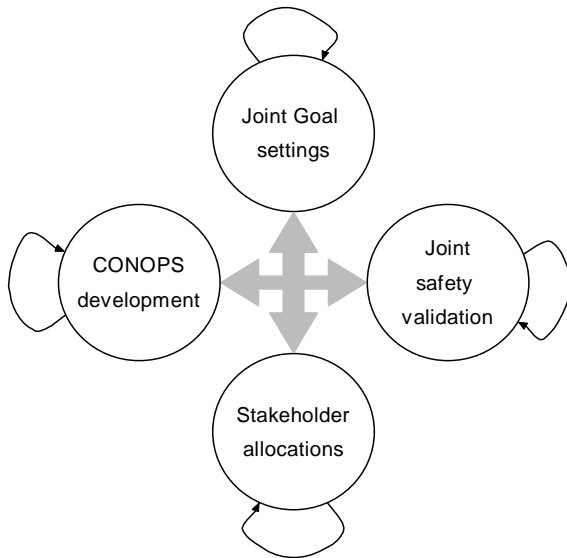 Joint Goal
settings
CONOPS
development
Joint
safety
validation
Stakeholder
allocations